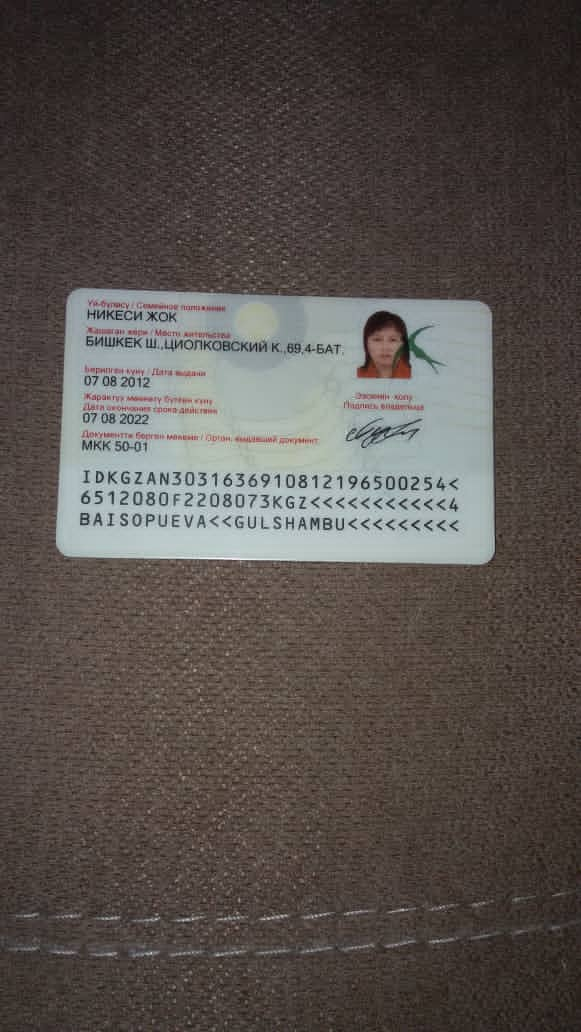 Үй-бүлөсү / Семейное положение
НИКЕСИ ЖОК
Жашаган жери / Место жительства
БИШКЕК Ш.,ЦИОЛКОВСКИЙ К.,69,4-БАТ.
Берилген күнү / Дата выдачи
07 08 2012
Жарактуу мөөнөтү бүткөн күнү
Дата окончания срока действия
07 08 2022
Документти берген мекеме / Орган, выдавший документ
МКК 50-01
Ээсинин колу
Подпись владельца
IDKGZAN3031636910812196500254<
6512080F2208073KGZ<<<<<<<<<<<4
BAISOPUEVA<<GULSHAMBU<<<<<<<<<